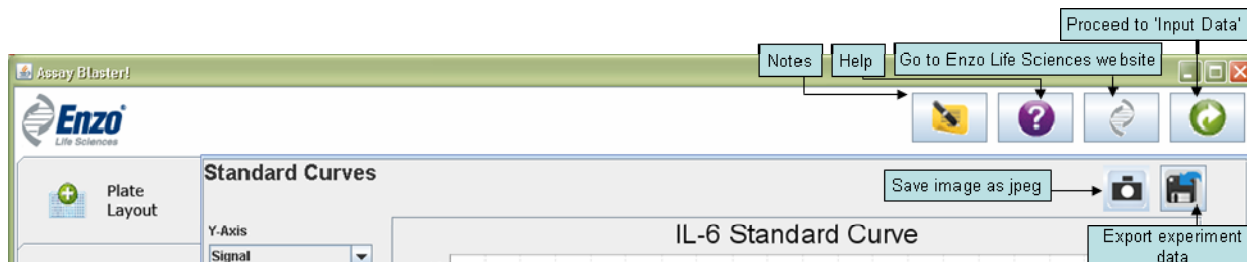 Proceed to 'Input Data'
Notes
Help
Go to Enzo Life Sciences website
Assay Blaster!
Enzo
Life Sciences
?
Standard Curves
Plate
Layout
Save image as jpeg
Y-Axis
IL-6 Standard Curve
Export experiment
data
Signal